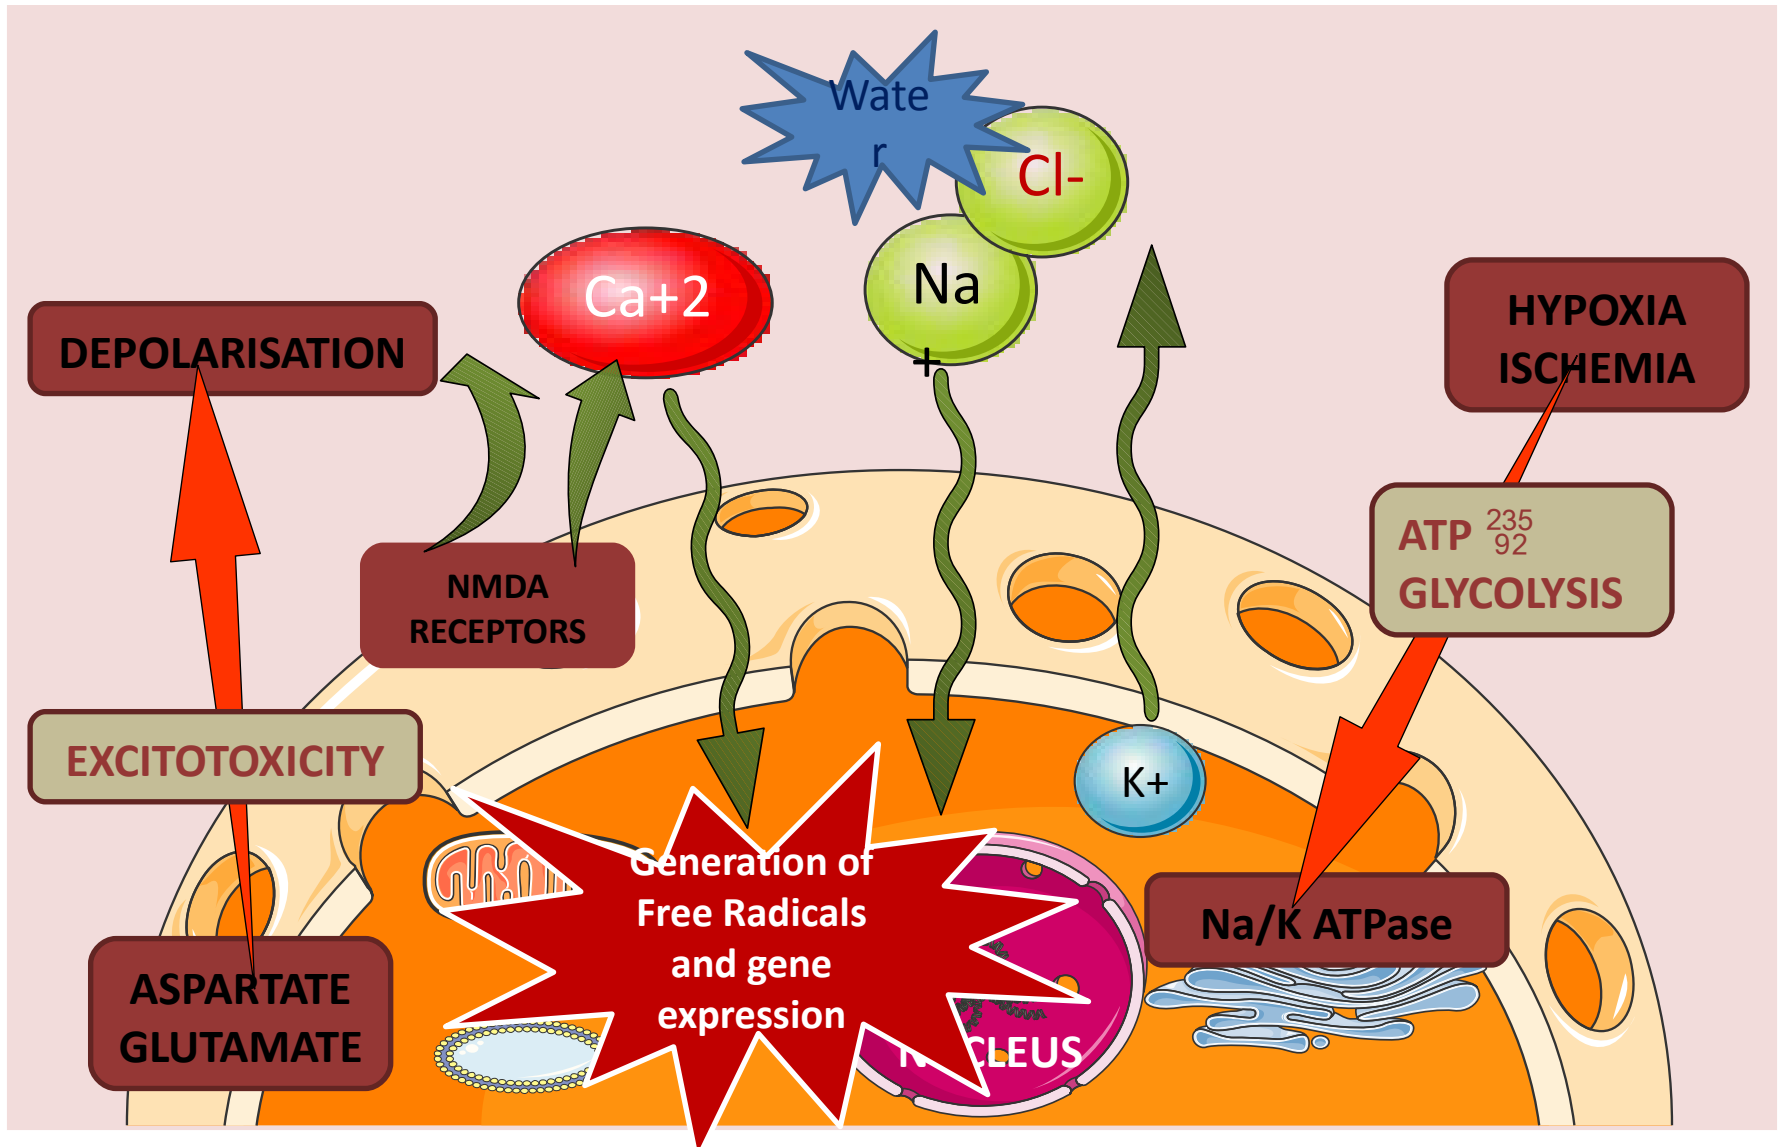 Wate
r
Cl-
Na
+
Ca+2
DEPOLARISATION
HYPOXIA
ISCHEMIA
ATP 235 92
GLYCOLYSIS
NMDA
RECEPTORS
EXCITOTOXICITY
K+
Generation of
Free Radicals
and gene
expression
Na/K ATPase
ASPARTATE
GLUTAMATE
NUCLEUS